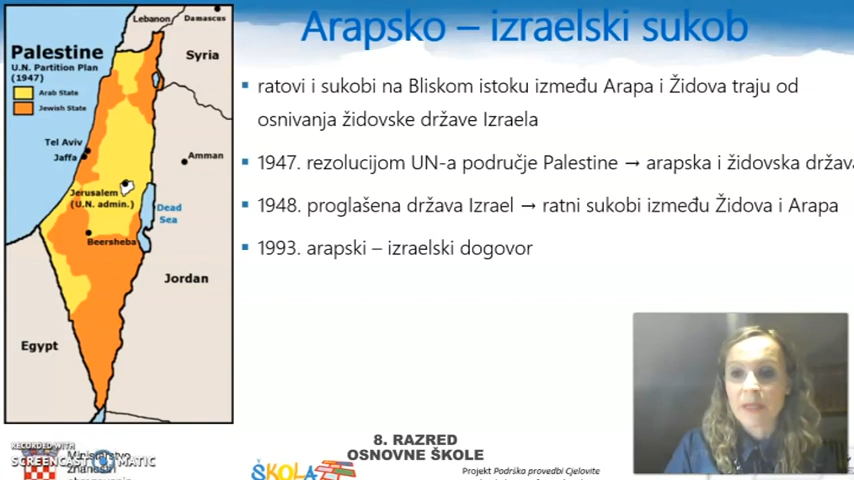 Arapsko – izraelski sukob
Lebanon
Damascus
Palestine
U.N. Partition Plan
(1947)
Syria
Arab State
Jewish State
Tel Aviv
Jaffa
Amman
Jerusalem
(U.N. admin.)
Dead
Sea
Beersheba
Jordan
Egypt
▪ ratovi i sukobi na Bliskom istoku između Arapa i Židova traju od
osnivanja židovske države Izraela
▪ 1947. rezolucijom UN-a područje Palestine → arapska i židovska država
▪ 1948. proglašena država Izrael → ratni sukobi između Židova i Arapa
▪ 1993. arapski – izraelski dogovor
RECORDED WITH
SCREENCAST MATIC
Ministarstvo
znanosti i
8. RAZRED
OSNOVNE ŠKOLE
ŠKOLA
Projekt Podrška provedbi Cjelovite